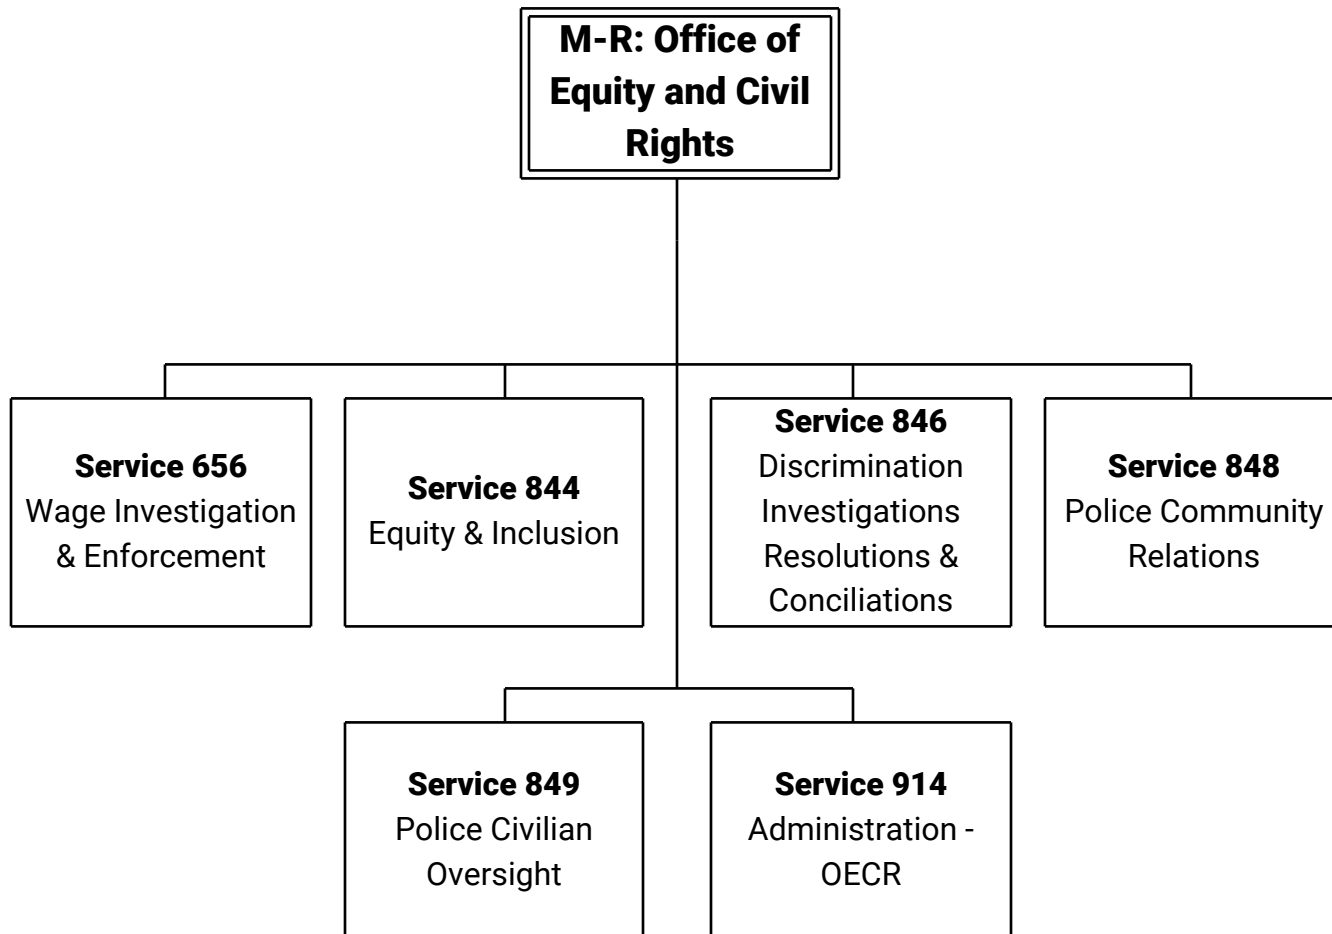 M-R: Office of
Equity and Civil
Rights
Service 656
Wage Investigation
& Enforcement
Service 844
Equity & Inclusion
Service 846
Discrimination
Investigations
Resolutions &
Conciliations
Service 848
Police Community
Relations
Service 849
Police Civilian
Oversight
Service 914
Administration -
OECR